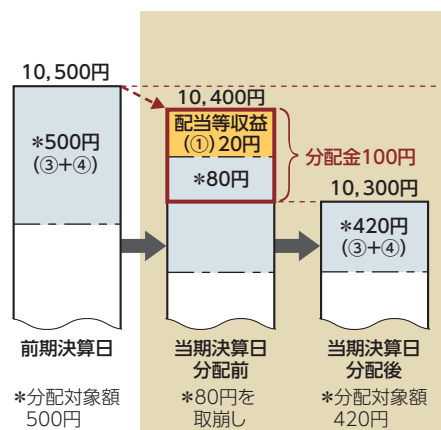 10,500円
10,400円
配当等収益
(①)20円
*500円
(③+④)
*80円
分配金100円
10,300円
*420円
(③+④)
前期決算日
当期決算日
分配前
当期決算日
分配後
*分配対象額
500円
*80円を
取崩し
*分配対象額
420円